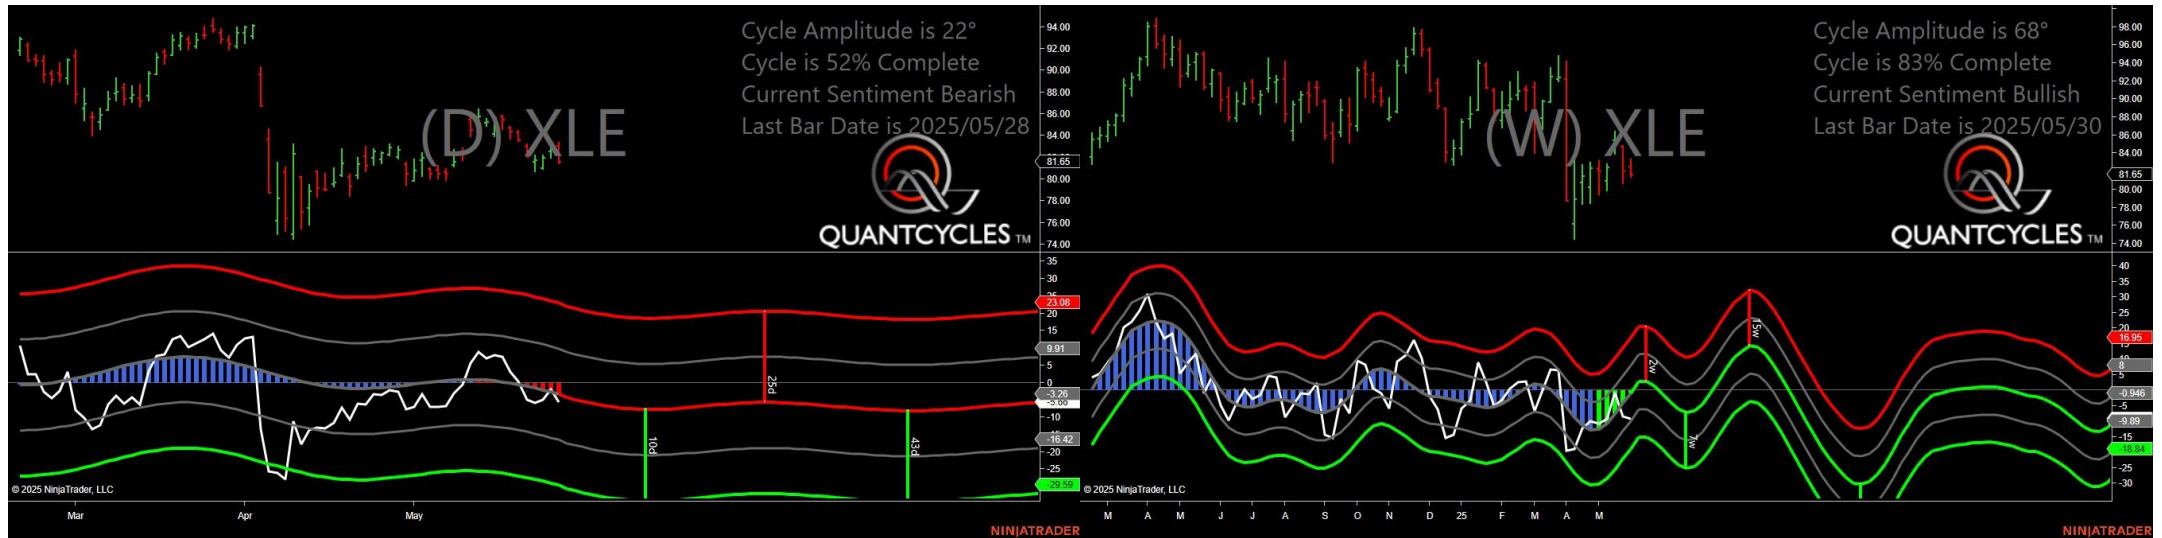 Cycle Amplitude is 22°
Cycle is 52% Complete
Current Sentiment Bearish
Last Bar Date is 2025/05/28
(D) XLE
QUANTCYCLES TM
94.00
92.00
90.00
88.00
86.00
84.00
81.65
80.00
78.00
76.00
74.00
35
30
23.08
20
15
9.91
5
0
-3.26
-5.66
-10
-16.42
-20
-25
-29.59
10d
25d
43d
© 2025 NinjaTrader, LLC
Mar Apr May
NINJATRADER
Cycle Amplitude is 68°
Cycle is 83% Complete
Current Sentiment Bullish
Last Bar Date is 2025/05/30
(W) XLE
QUANTCYCLES TM
98.00
96.00
94.00
92.00
90.00
88.00
86.00
84.00
81.65
80.00
78.00
76.00
74.00
40
35
30
25
20
16.95
8
5
-0.946
-5
-9.89
-15
-18.84
-25
-30
2w
7w
15w
© 2025 NinjaTrader, LLC
M A M J J A S O N D 25 F M A M
NINJATRADER